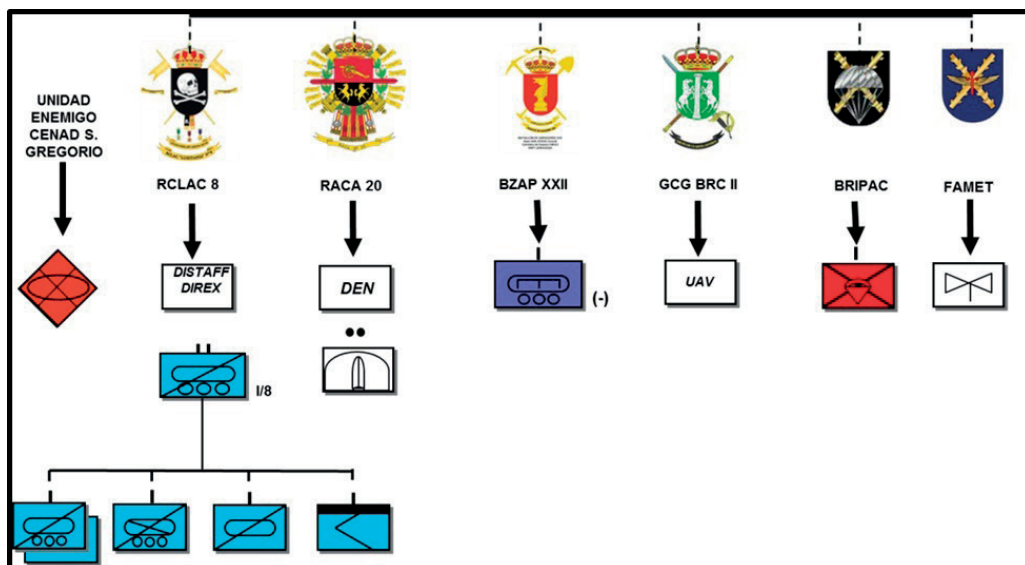 UNIDAD
ENEMIGO
CENAD S.
GREGORIO
RCLAC 8
RACA 20
BZAP XXII
GCG BRC II
BRIPAC
FAMET
DISTAFF
DIREX
DEN
UAV
(-)
I/8